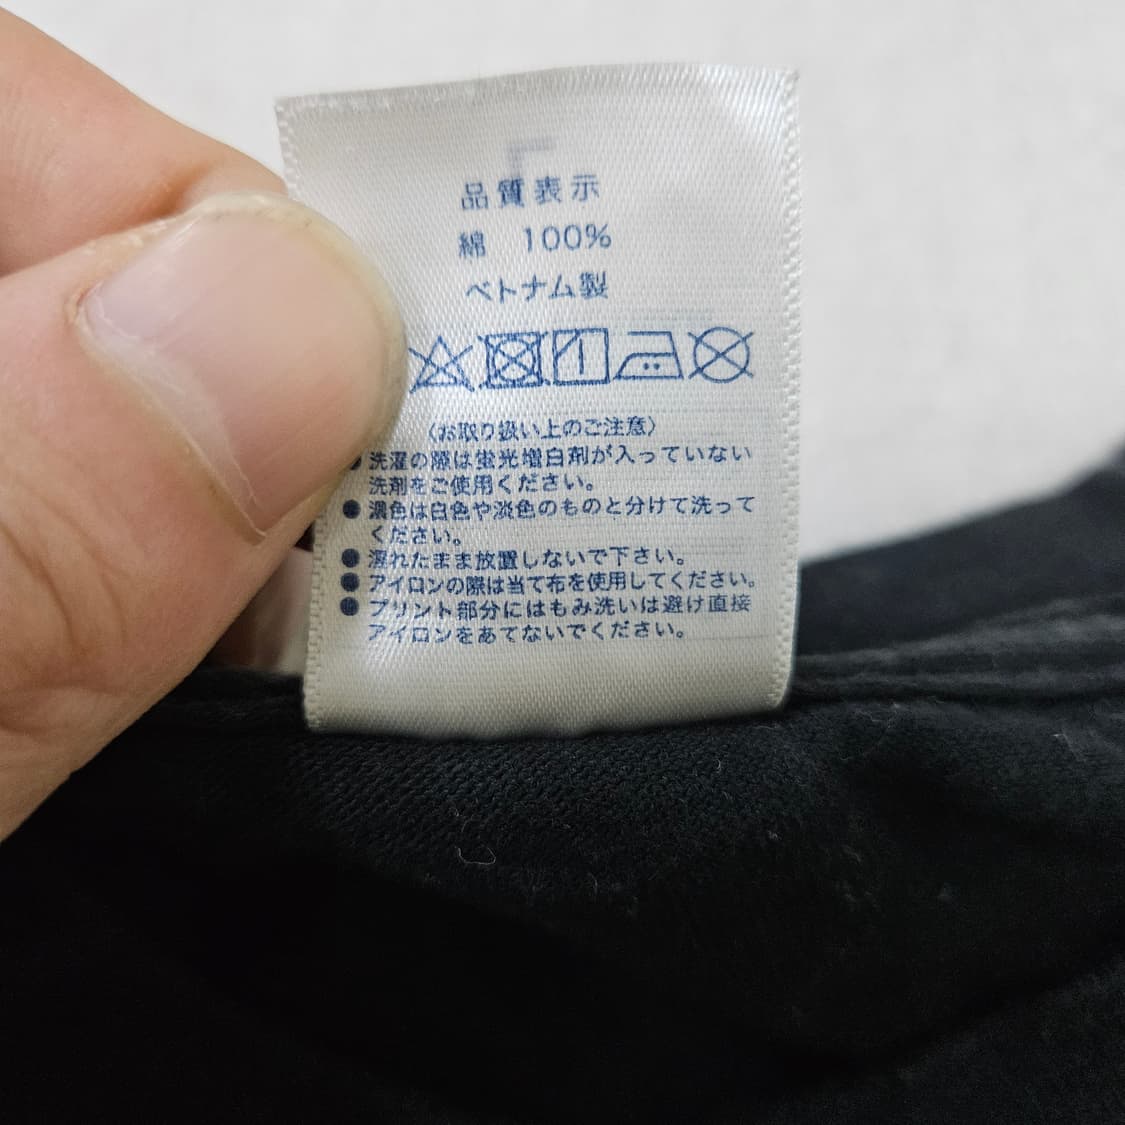 品質表示
綿 100%
ベトナム製
〈お取り扱い上のご注意〉
● 洗濯の際は蛍光増白剤が入っていない
洗剤をご使用ください。
● 濃色は白色や淡色のものと分けて洗って
ください。
● 濡れたまま放置しないで下さい。
● アイロンの際は当て布を使用してください。
● プリント部分にはもみ洗いは避け直接
アイロンをあてないでください。